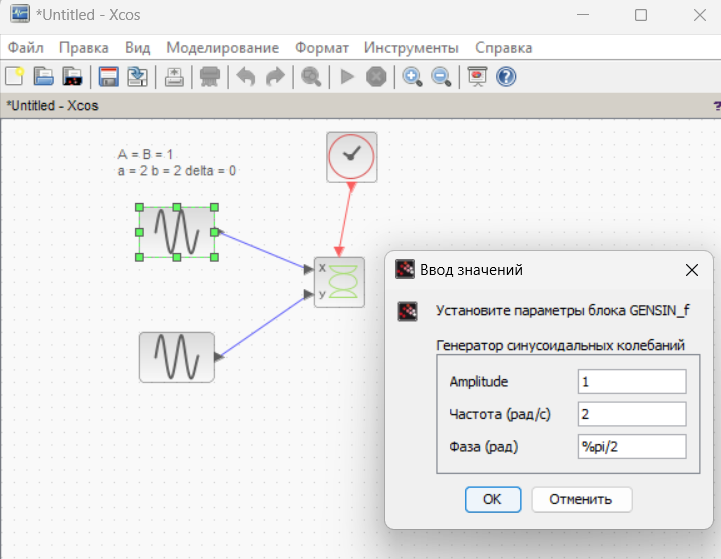 *Untitled - Xcos
Файл Правка Вид Моделирование Формат Инструменты Справка
*Untitled - Xcos
?
A = B = 1
a = 2 b = 2 delta = 0
x
y
Ввод значений
Установите параметры блока GENSIN_f
Генератор синусоидальных колебаний
Amplitude 1
Частота (рад/с) 2
Фаза (рад) %pi/2
OK Отменить